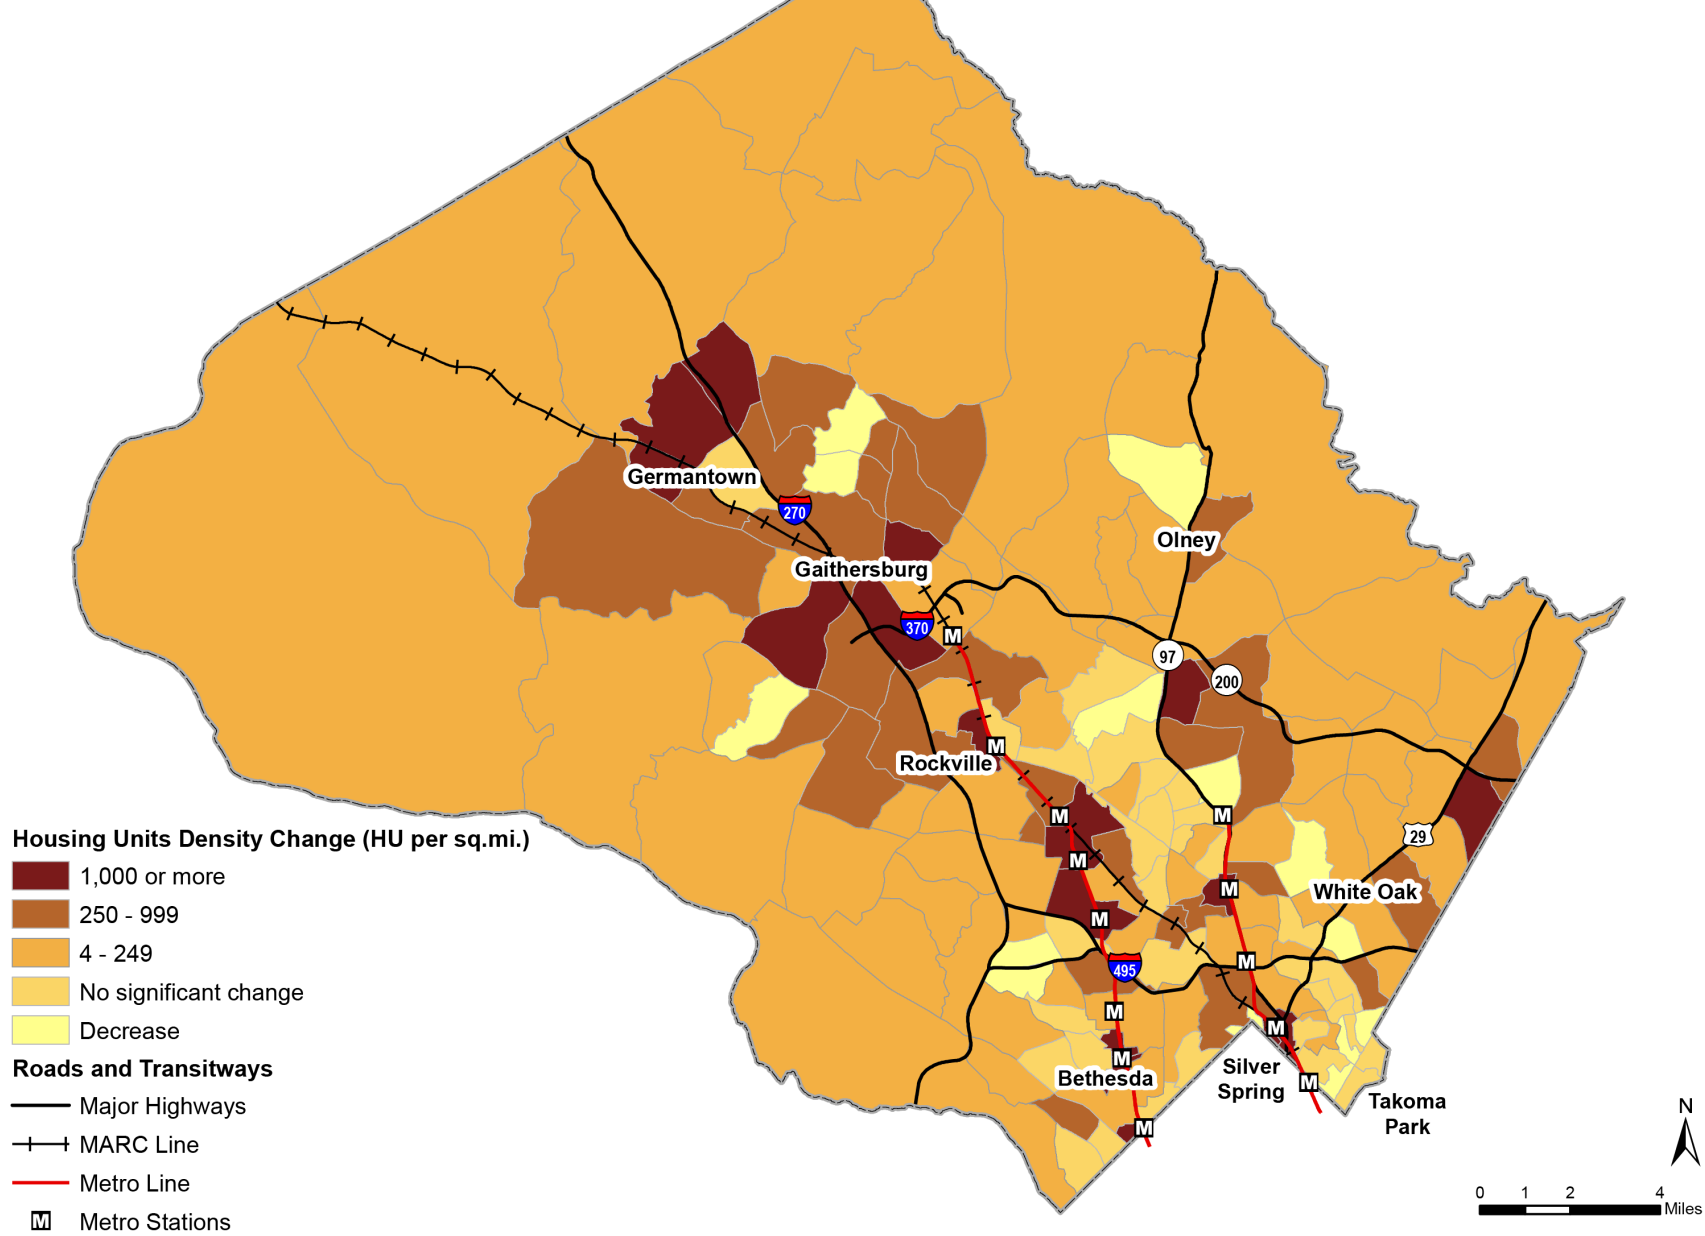 Germantown
270
Gaithersburg
370
M
Olney
97
200
Rockville
M
M
M
M
M
M
29
White Oak
M
495
M
M
M
M
Bethesda
Silver
Spring
M
Takoma
Park
M
Housing Units Density Change (HU per sq.mi.)
1,000 or more
250 - 999
4 - 249
No significant change
Decrease
Roads and Transitways
Major Highways
MARC Line
Metro Line
M Metro Stations
N
0 1 2 4
Miles